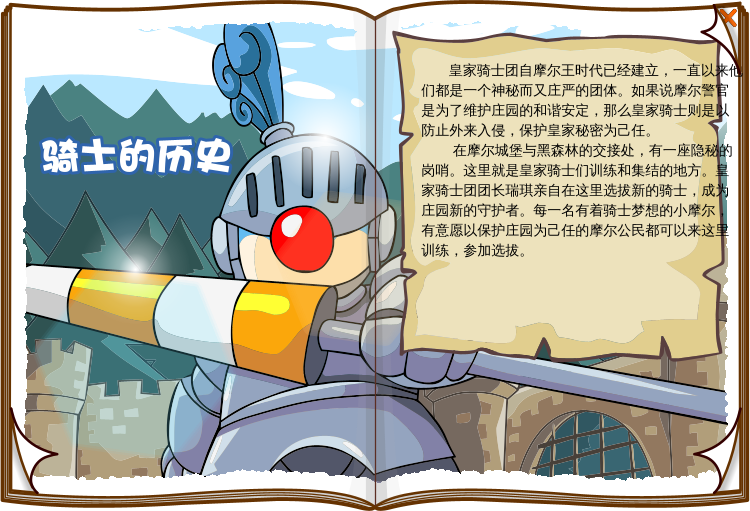 骑士的历史
皇家骑士团自摩尔王时代已经建立，一直以来他
们都是一个神秘而又庄严的团体。如果说摩尔警官
是为了维护庄园的和谐安定，那么皇家骑士则是以
防止外来入侵，保护皇家秘密为己任。
在摩尔城堡与黑森林的交接处，有一座隐秘的
岗哨。这里就是皇家骑士们训练和集结的地方。皇
家骑士团团长瑞琪亲自在这里选拔新的骑士，成为
庄园新的守护者。每一名有着骑士梦想的小摩尔，
有意愿以保护庄园为己任的摩尔公民都可以来这里
训练，参加选拔。